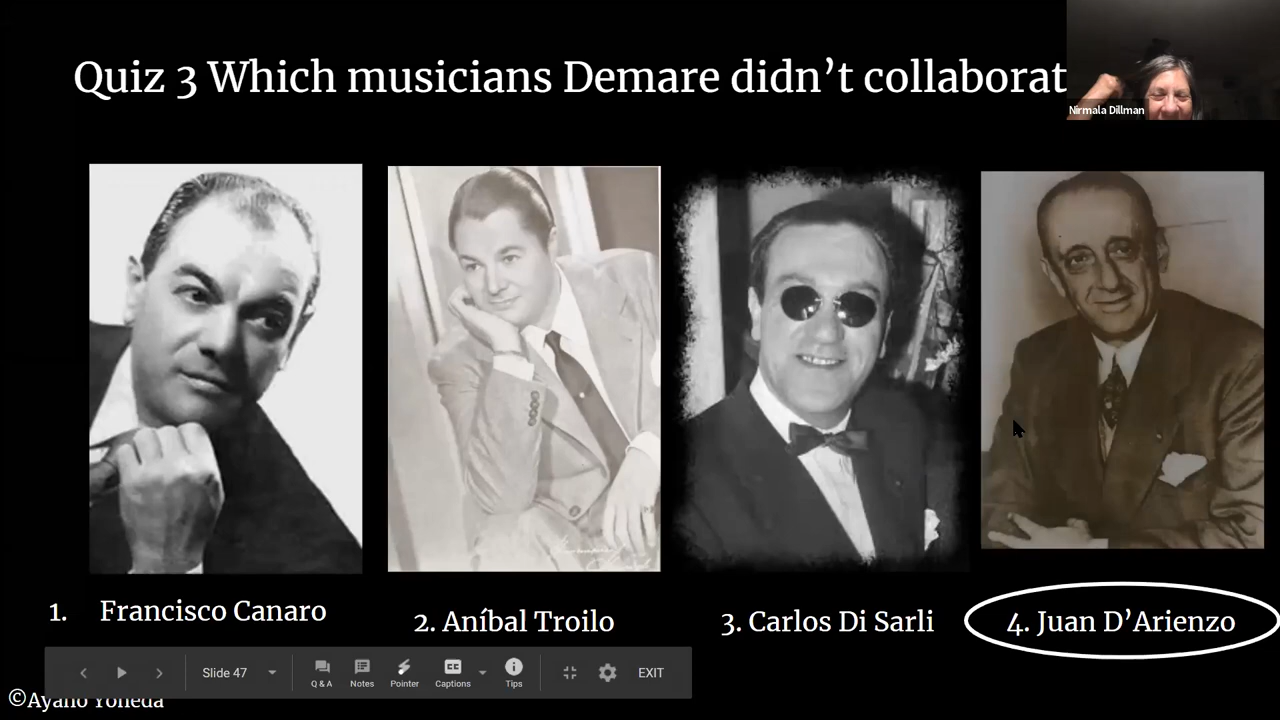 Quiz 3 Which musicians Demare didn’t collaborat
Nirmala Dillman
1. Francisco Canaro
2. Aníbal Troilo
3. Carlos Di Sarli
4. Juan D’Arienzo
Slide 47
Q & A
Notes
Pointer
Captions
Tips
EXIT
©Ayano Yoneda